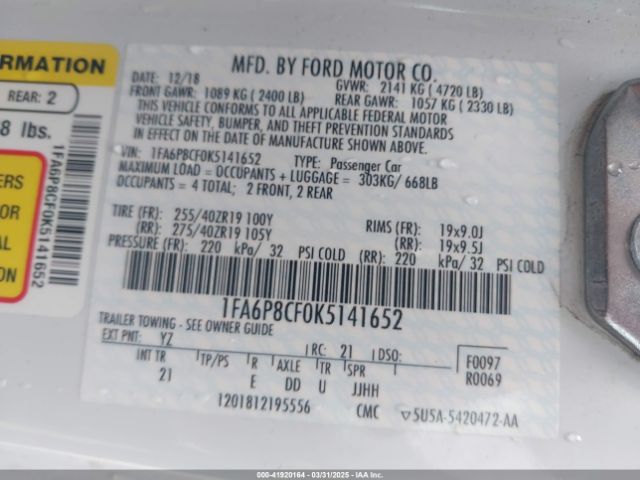 ORMATION
REAR: 2
8 lbs.
ERS
OR
AL
ION
1FA6P8CF0K5141652
MFD. BY FORD MOTOR CO.
DATE: 12/18 GVWR: 2141 KG ( 4720 LB)
FRONT GAWR: 1089 KG ( 2400 LB) REAR GAWR: 1057 KG ( 2330 LB)
THIS VEHICLE CONFORMS TO ALL APPLICABLE FEDERAL MOTOR
VEHICLE SAFETY, BUMPER, AND THEFT PREVENTION STANDARDS
IN EFFECT ON THE DATE OF MANUFACTURE SHOWN ABOVE.
VIN: 1FA6P8CF0K5141652 TYPE: Passenger Car
MAXIMUM LOAD = OCCUPANTS + LUGGAGE = 303KG/ 668LB
OCCUPANTS = 4 TOTAL; 2 FRONT, 2 REAR
TIRE (FR): 255/40ZR19 100Y RIMS (FR): 19x9.0J
(RR): 275/40ZR19 105Y (RR): 19x9.5J
PRESSURE (FR): 220 kPa/ 32 PSI COLD (RR): 220 kPa/ 32 PSI COLD
1FA6P8CF0K5141652
TRAILER TOWING - SEE OWNER GUIDE
EXT PNT: YZ RC: 21 DSO: F0097
INT TR TP/PS R AXLE TR SPR R0069
21 E DD U JJHH
1201812195556 CMC ▽5U5A-5420472-AA
000-41920164 - 03/31/2025 - IAAI.COM